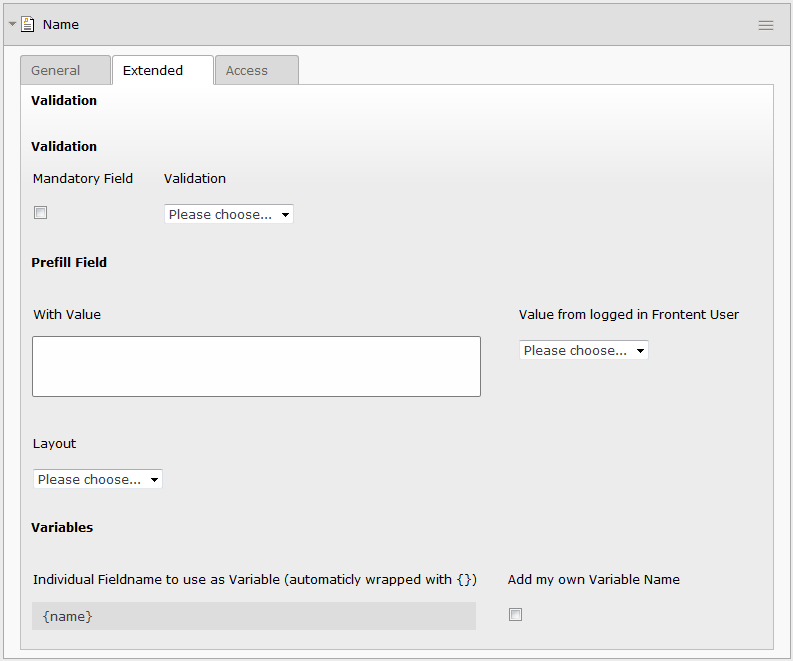 Name
General Extended Access
Validation
Validation
Mandatory Field Validation
Please choose...
Prefill Field
With Value Value from logged in Frontent User
Please choose...
Layout
Please choose...
Variables
Individual Fieldname to use as Variable (automaticly wrapped with {}) Add my own Variable Name
{name}